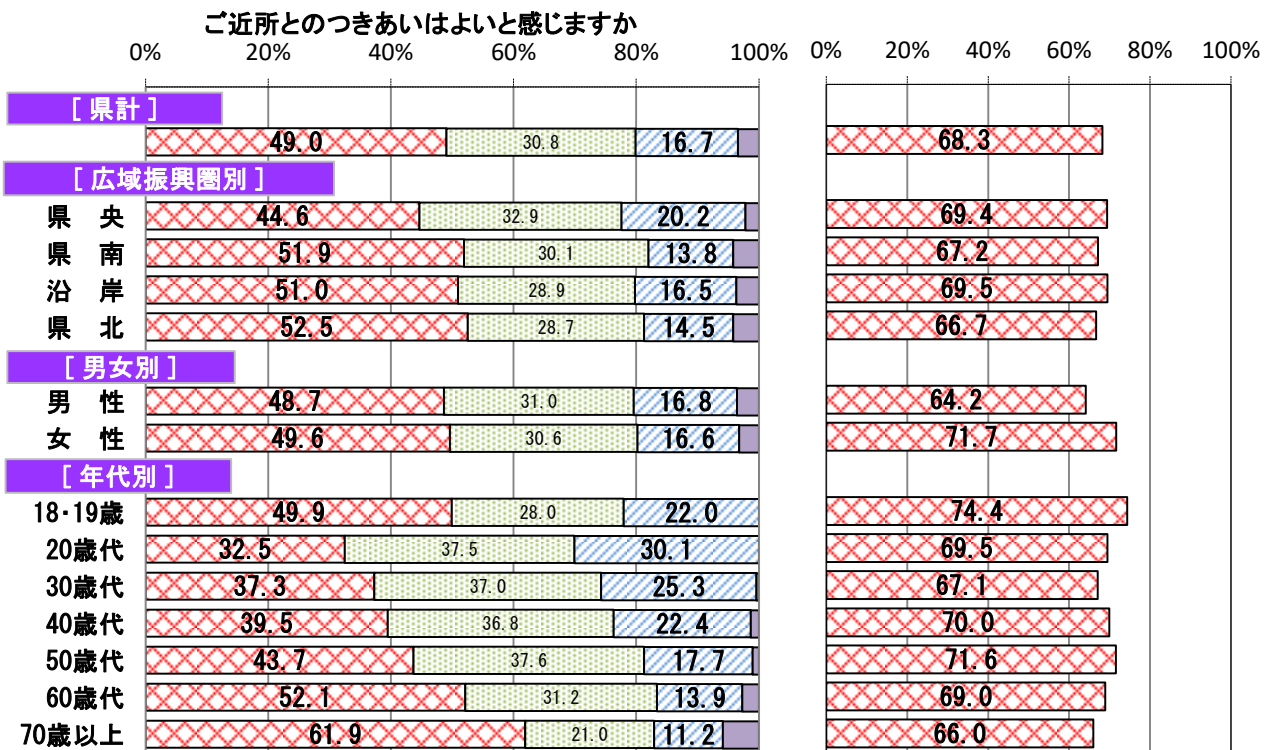 ご近所とのつきあいはよいと感じますか
0% 20% 40% 60% 80% 100% 0% 20% 40% 60% 80% 100%
[ 県計 ]
49.0 30.8 16.7 68.3
[ 広域振興圏別 ]
県 央 44.6 32.9 20.2 69.4
県 南 51.9 30.1 13.8 67.2
沿 岸 51.0 28.9 16.5 69.5
県 北 52.5 28.7 14.5 66.7
[ 男女別 ]
男 性 48.7 31.0 16.8 64.2
女 性 49.6 30.6 16.6 71.7
[ 年代別 ]
18・19歳 49.9 28.0 22.0 74.4
20歳代 32.5 37.5 30.1 69.5
30歳代 37.3 37.0 25.3 67.1
40歳代 39.5 36.8 22.4 70.0
50歳代 43.7 37.6 17.7 71.6
60歳代 52.1 31.2 13.9 69.0
70歳以上 61.9 21.0 11.2 66.0